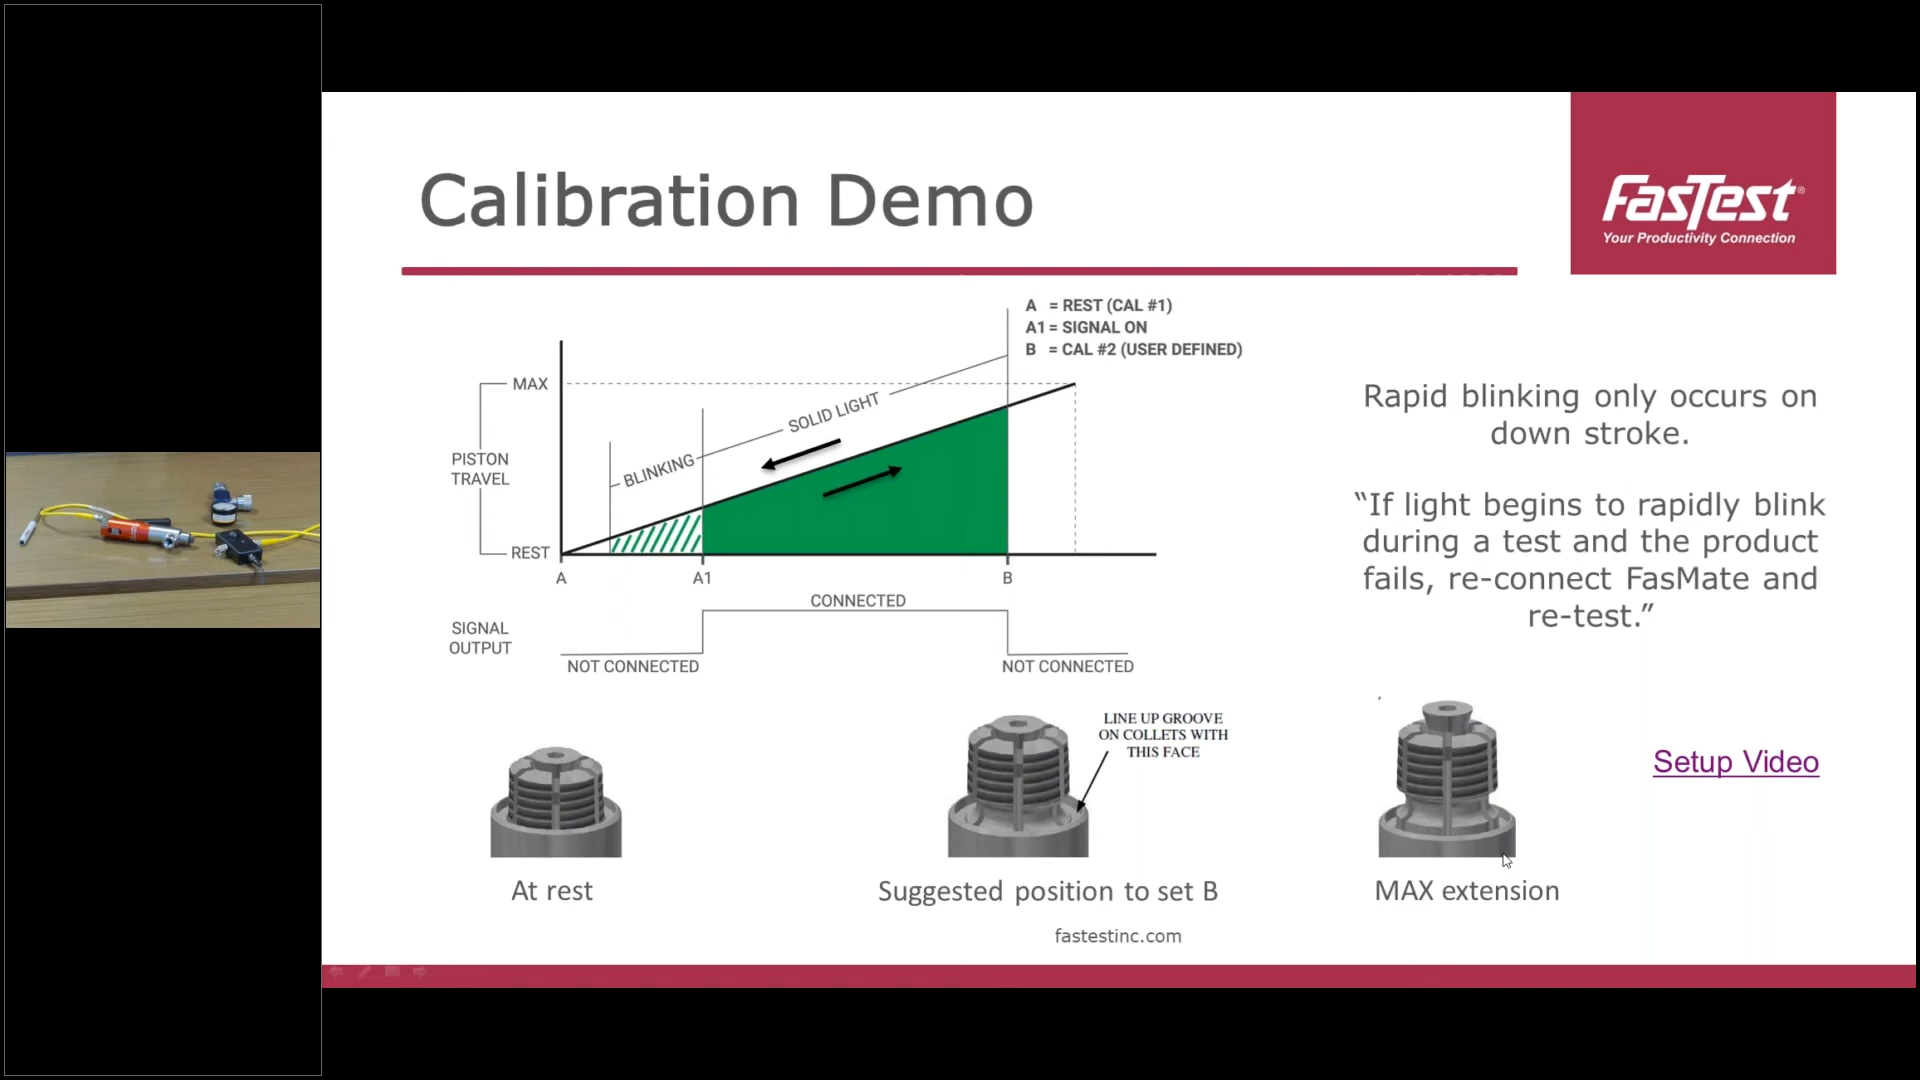 Calibration Demo
FasTest®
Your Productivity Connection
A = REST (CAL #1)
A1 = SIGNAL ON
B = CAL #2 (USER DEFINED)
MAX
SOLID LIGHT
BLINKING
PISTON
TRAVEL
REST
A
A1
B
CONNECTED
SIGNAL
OUTPUT
NOT CONNECTED
NOT CONNECTED
Rapid blinking only occurs on
down stroke.
“If light begins to rapidly blink
during a test and the product
fails, re-connect FasMate and
re-test.”
LINE UP GROOVE
ON COLLETS WITH
THIS FACE
Setup Video
At rest
Suggested position to set B
MAX extension
fastestinc.com